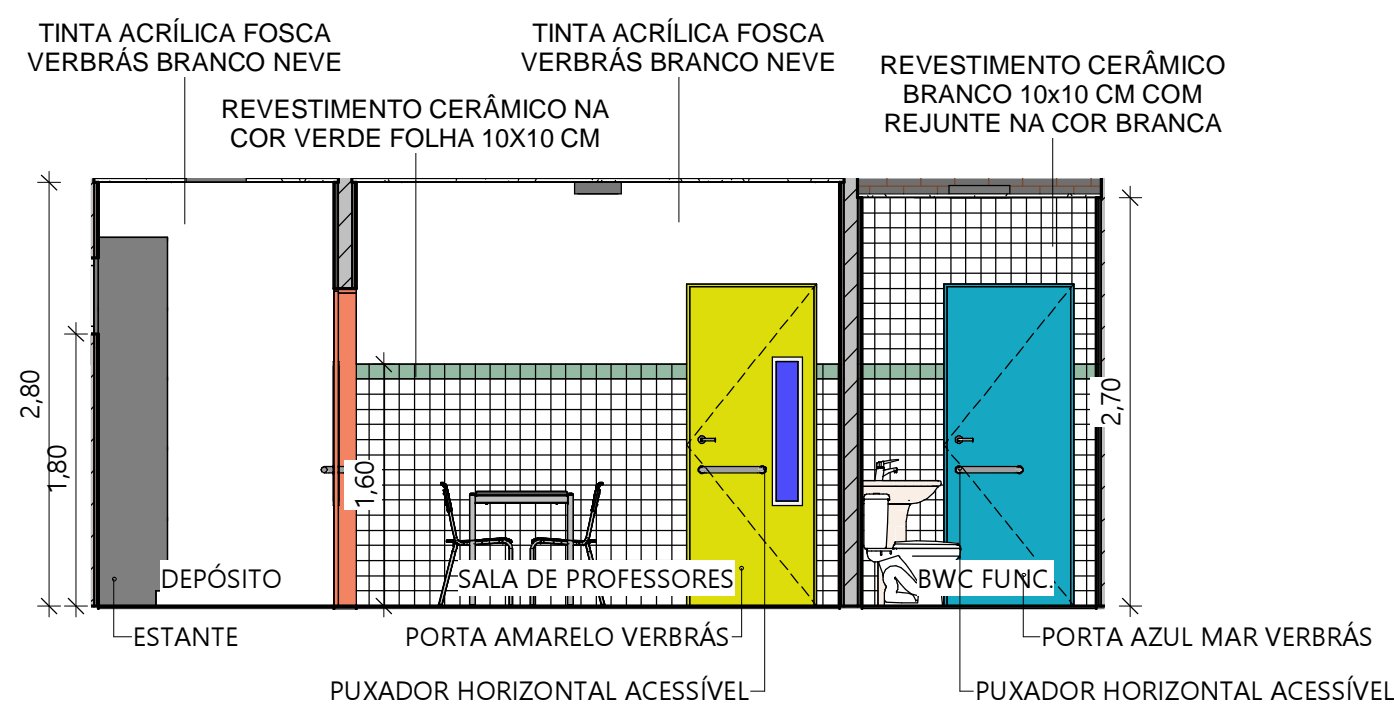 TINTA ACRÍLICA FOSCA
VERBRÁS BRANCO NEVE
TINTA ACRÍLICA FOSCA
VERBRÁS BRANCO NEVE
REVESTIMENTO CERÂMICO
BRANCO 10x10 CM COM
REJUNTE NA COR BRANCA
REVESTIMENTO CERÂMICO NA
COR VERDE FOLHA 10X10 CM
2,80
1,80
1,60
2,70
DEPÓSITO
SALA DE PROFESSORES
BWC FUNC.
ESTANTE
PORTA AMARELO VERBRÁS
PORTA AZUL MAR VERBRÁS
PUXADOR HORIZONTAL ACESSÍVEL
PUXADOR HORIZONTAL ACESSÍVEL